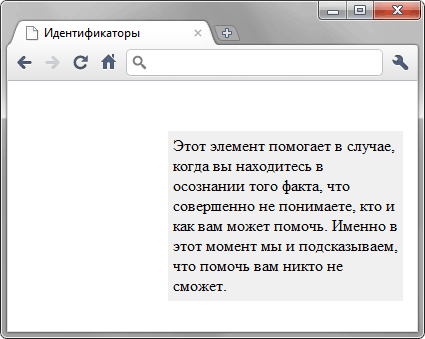 Идентификаторы
Этот элемент помогает в случае,
когда вы находитесь в
осознании того факта, что
совершенно не понимаете, кто и
как вам может помочь. Именно в
этот момент мы и подсказываем,
что помочь вам никто не
сможет.